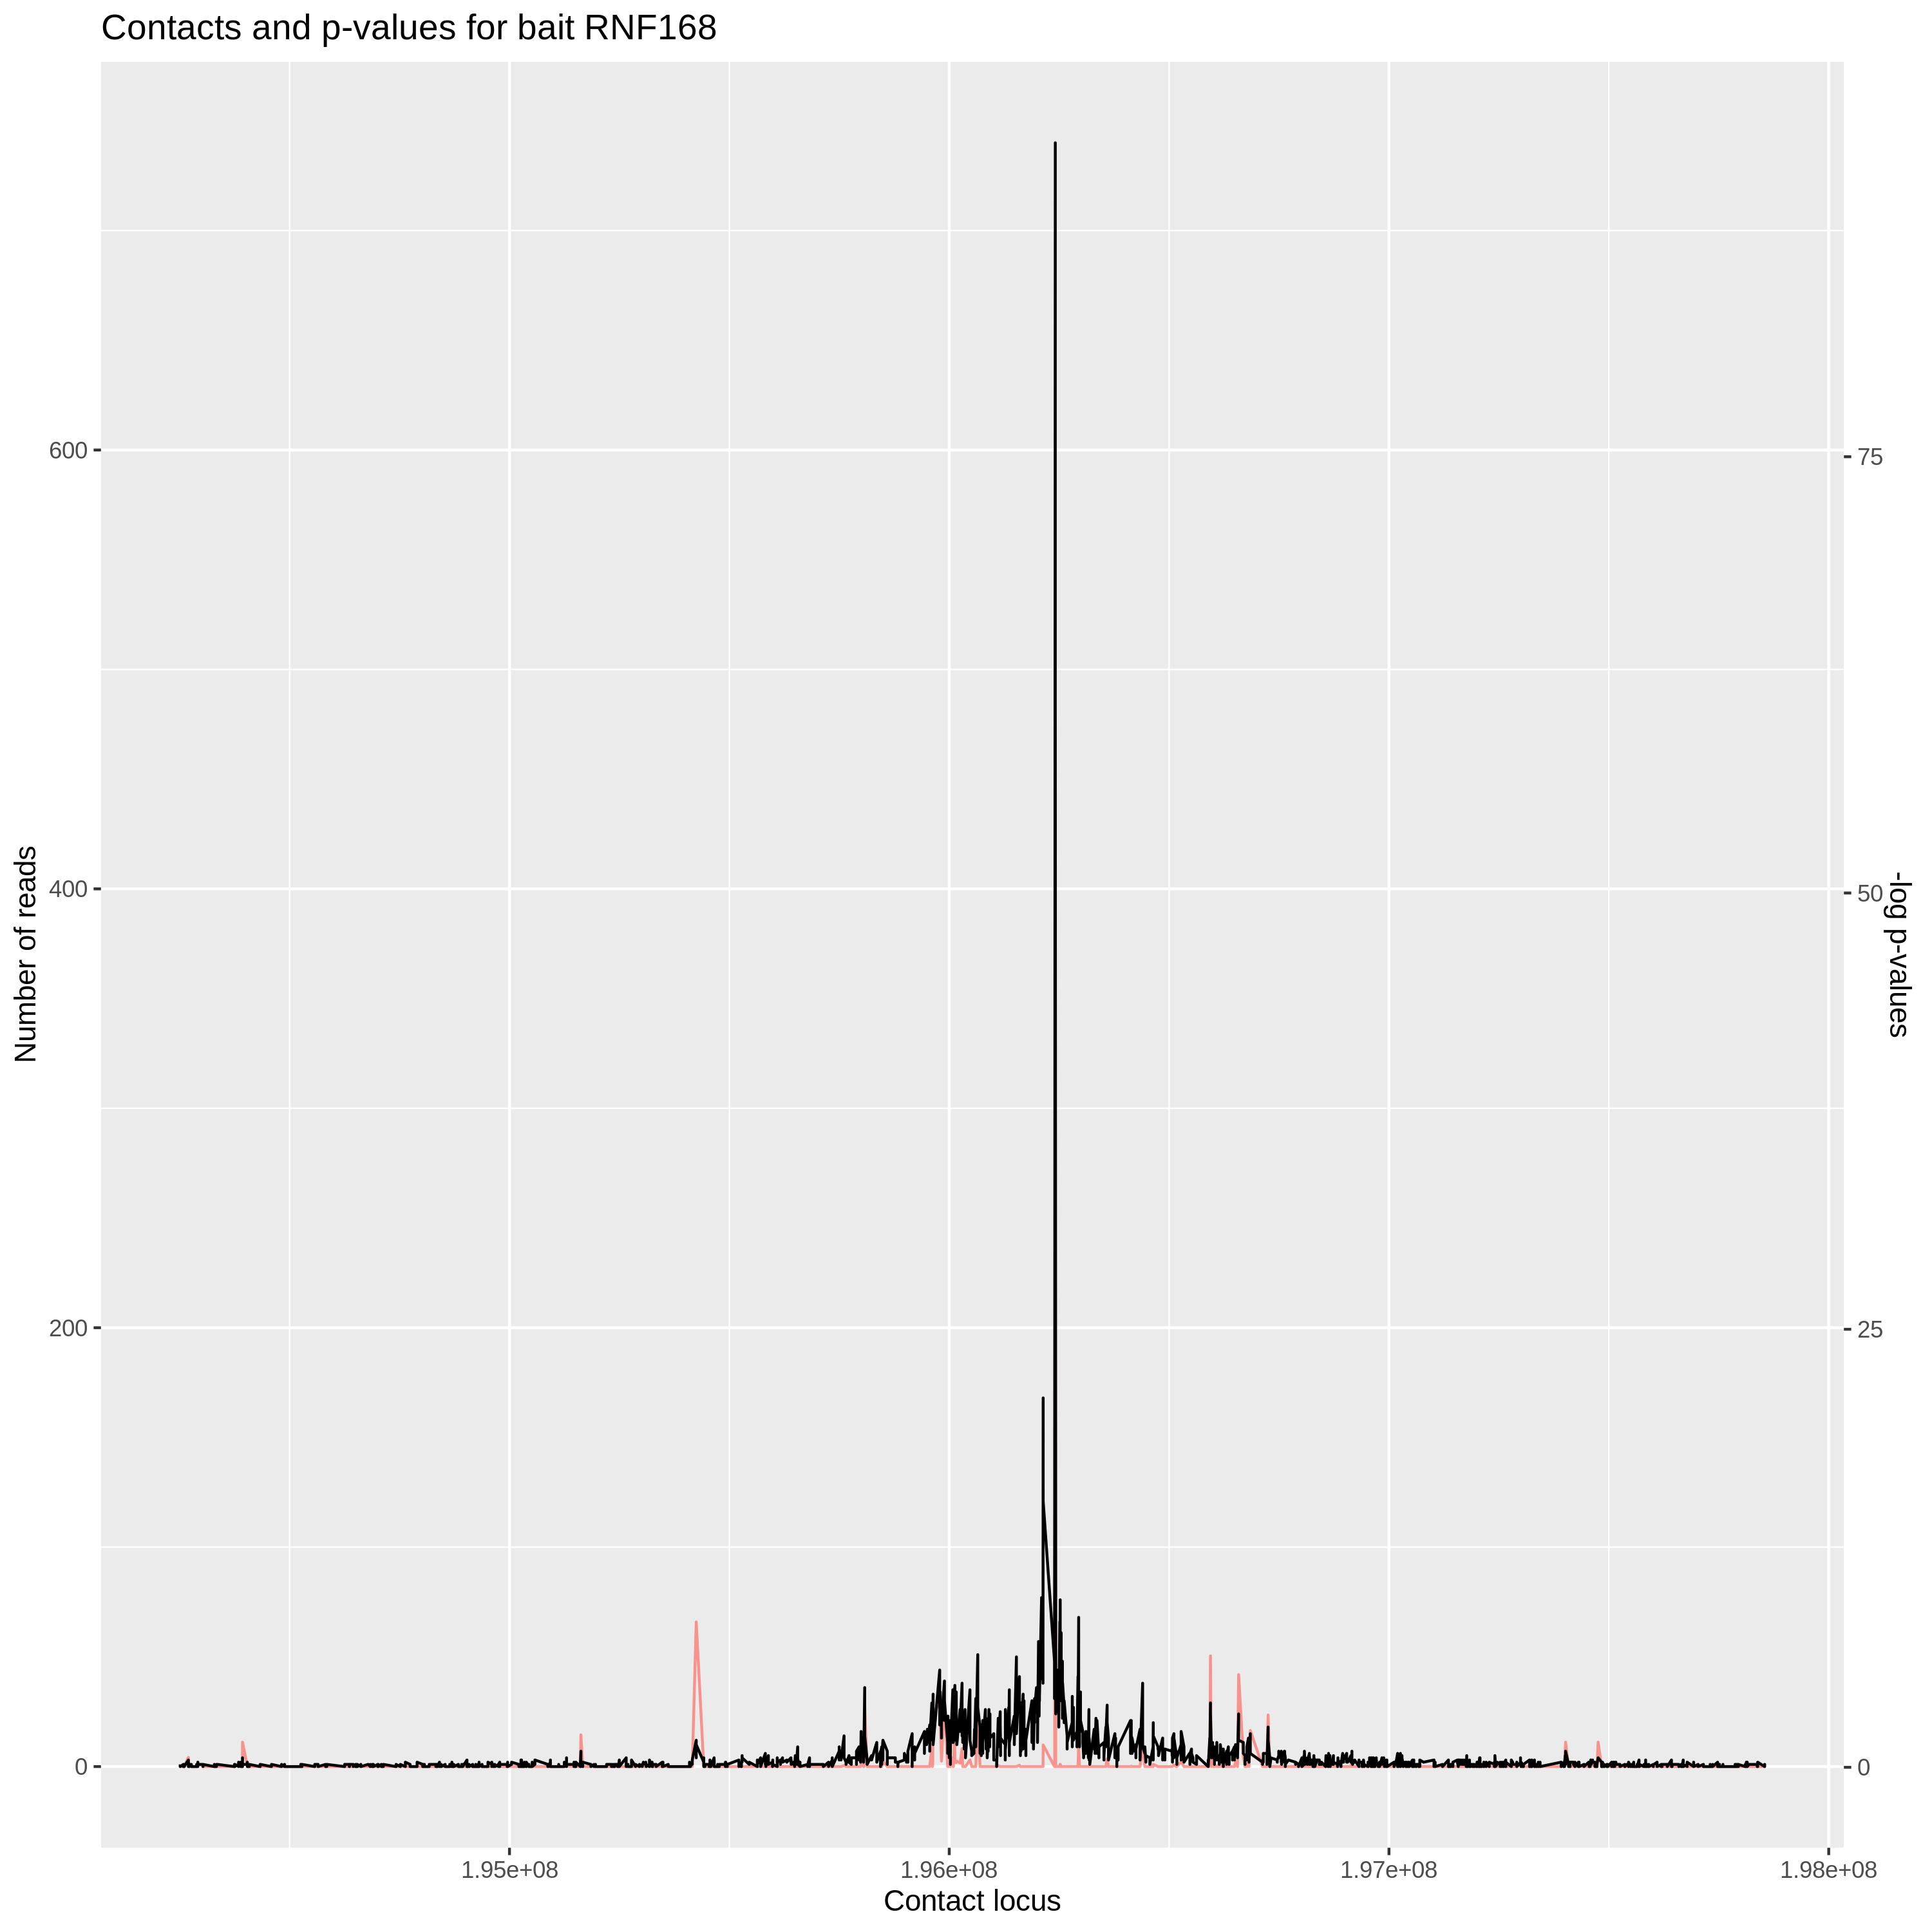 Contacts and p-values for bait RNF168
600
400
200
0
75
50
25
0
Number of reads
-log p-values
1.95e+08
1.96e+08
1.97e+08
1.98e+08
Contact locus